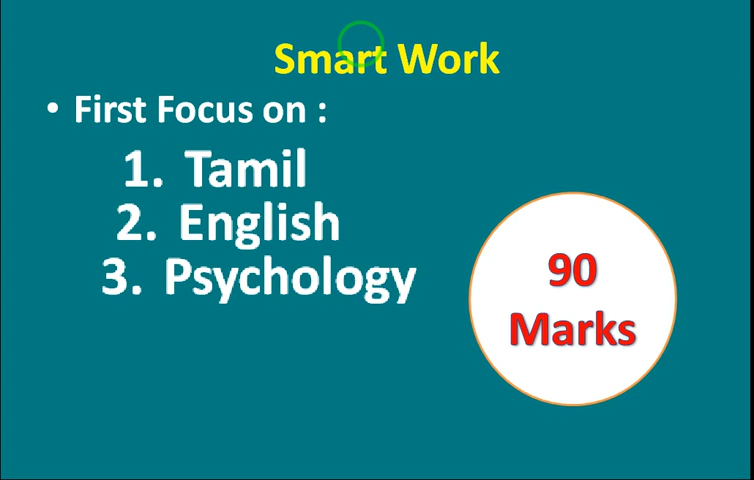 Smart Work
• First Focus on :
1. Tamil
2. English
3. Psychology
90
Marks